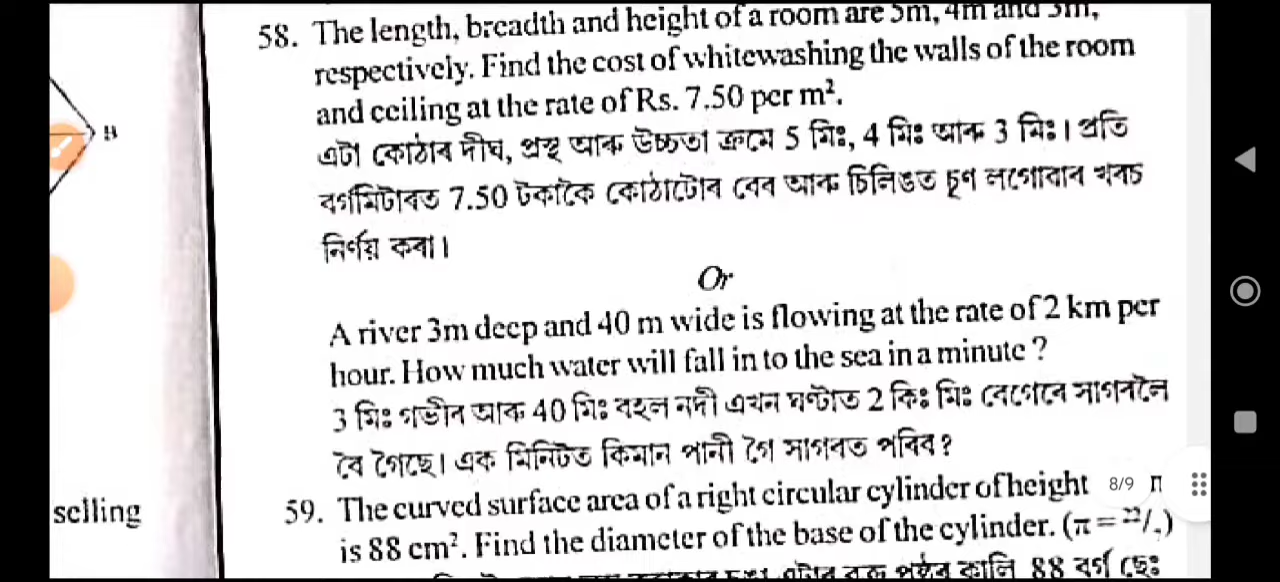 58. The length, breadth and height of a room are 5m, 4m and 3m,
respectively. Find the cost of whitewashing the walls of the room
and ceiling at the rate of Rs. 7.50 per m².
B
এটা কোঠাৰ দীঘ, প্ৰস্থ আৰু উচ্চতা ক্ৰমে 5 মিঃ, 4 মিঃ আৰু 3 মিঃ। প্ৰতি
বৰ্গমিটাৰত 7.50 টকাকৈ কোঠাটোৰ বেৰ আৰু চিলিঙত চূণ লগোৱাৰ খৰচ
নিৰ্ণয় কৰা।
Or
A river 3m deep and 40 m wide is flowing at the rate of 2 km per
hour. How much water will fall in to the sea in a minute ?
3 মিঃ গভীৰ আৰু 40 মিঃ বহল নদী এখন ঘণ্টাত 2 কিঃ মিঃ বেগেৰে সাগৰলৈ
বৈ গৈছে। এক মিনিটত কিমান পানী গৈ সাগৰত পৰিব?
selling
59. The curved surface area of a right circular cylinder of height
8/9
is 88 cm². Find the diameter of the base of the cylinder. (π = ²²/₇)
88 বৰ্গ ছেঃ